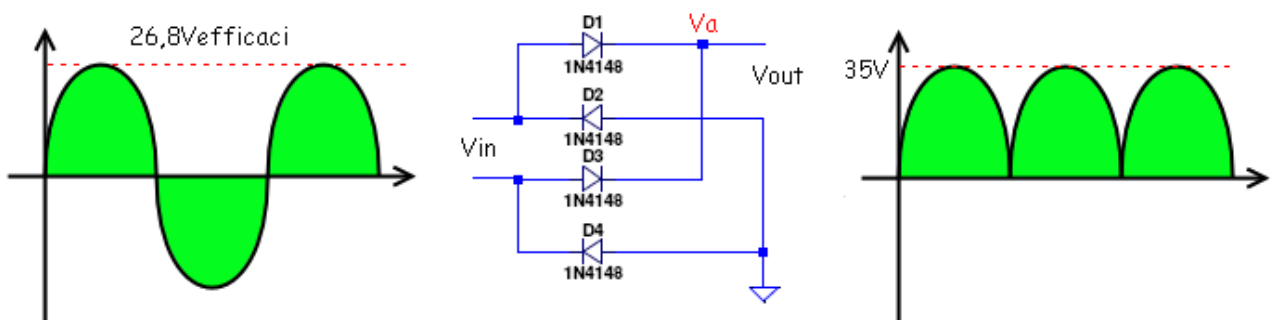 26,8Vefficaci
D1
Va
1N4148
Vout
35V
D2
1N4148
Vin
D3
1N4148
D4
1N4148